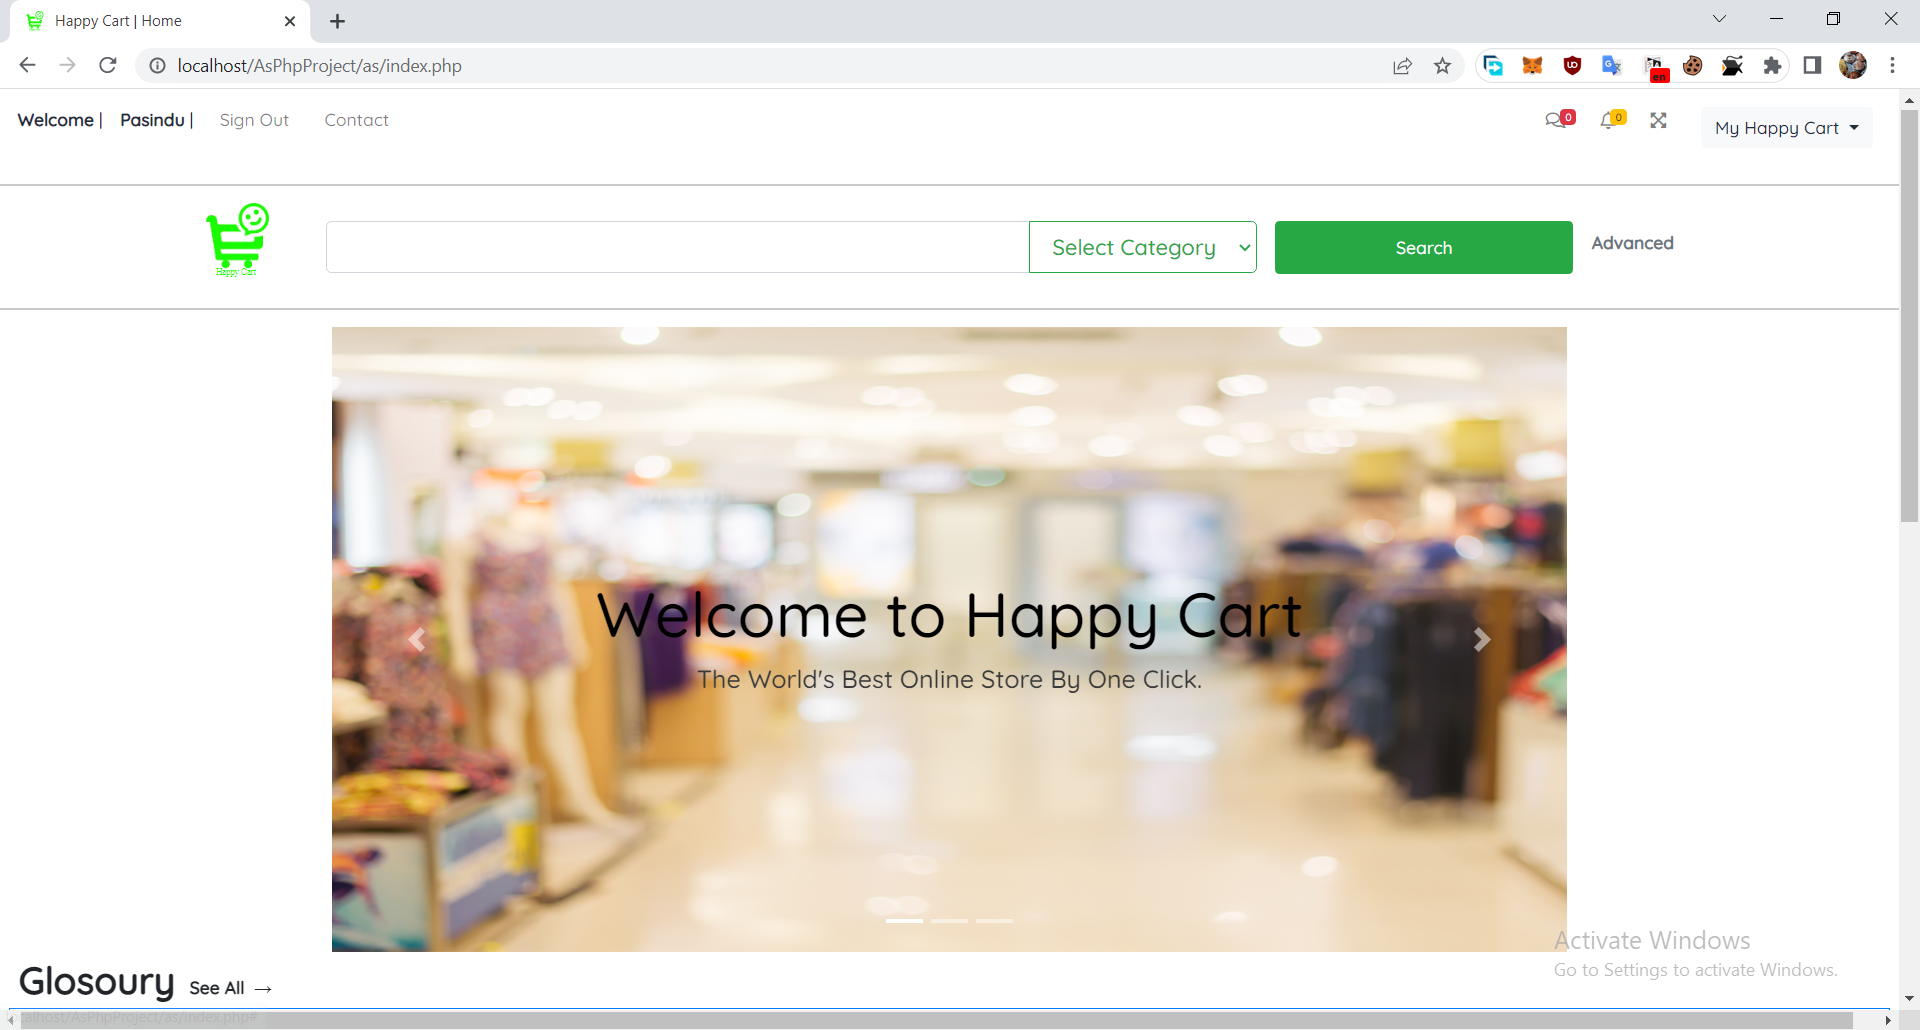 Happy Cart | Home
localhost/AsPhpProject/as/index.php
en
Welcome | Pasindu | Sign Out Contact
0 0 My Happy Cart
Happy Cart
Select Category
Search
Advanced
Welcome to Happy Cart
The World's Best Online Store By One Click.
Activate Windows
Go to Settings to activate Windows.
Glosoury See All →
localhost/AsPhpProject/as/index.php#